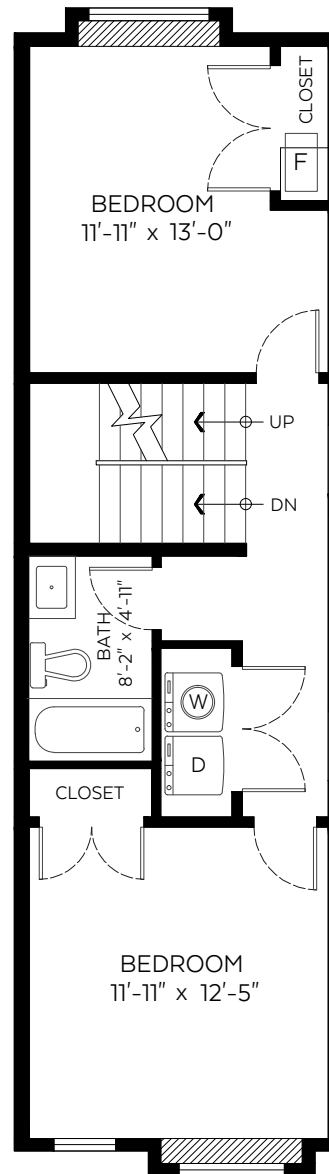 CLOSET
F
BEDROOM
11'-11" x 13'-0"
UP
DN
BATH
8'-2" x 4'-11"
W
D
CLOSET
BEDROOM
11'-11" x 12'-5"